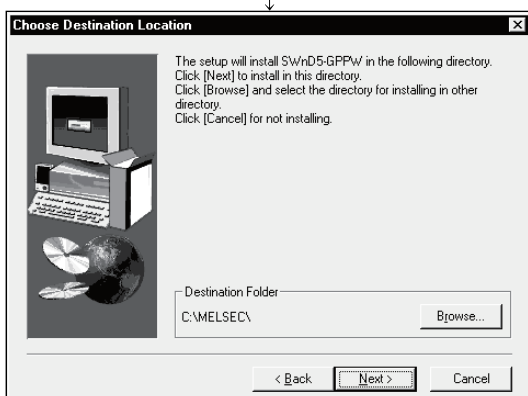 Choose Destination Location
The setup will install SWnD5-GPPW in the following directory.
Click [Next] to install in this directory.
Click [Browse] and select the directory for installing in other
directory.
Click [Cancel] for not installing.
Destination Folder
C:\MELSEC\
Browse...
< Back
Next >
Cancel